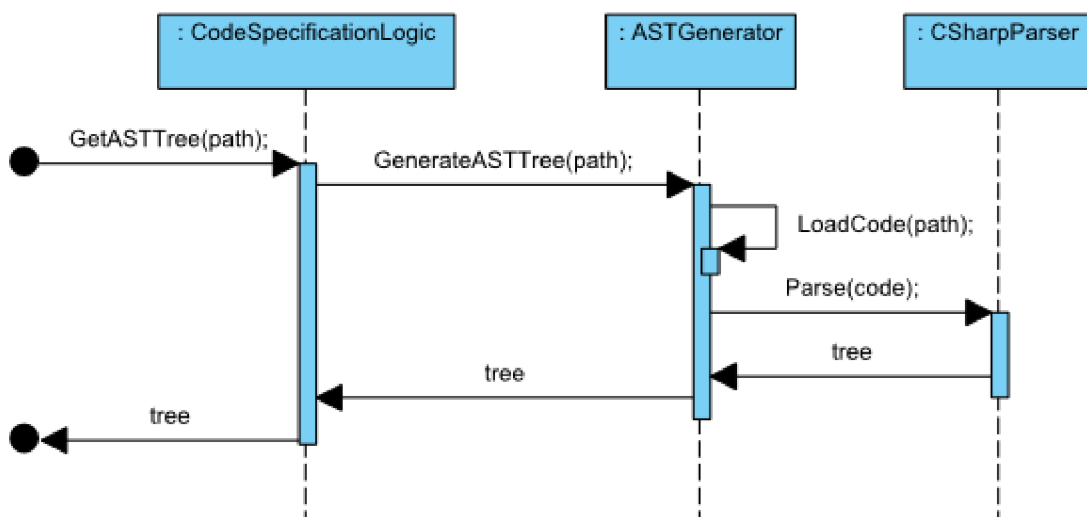 : CodeSpecificationLogic
: ASTGenerator
: CSharpParser
GetASTTree(path);
GenerateASTTree(path);
LoadCode(path);
Parse(code);
tree
tree
tree